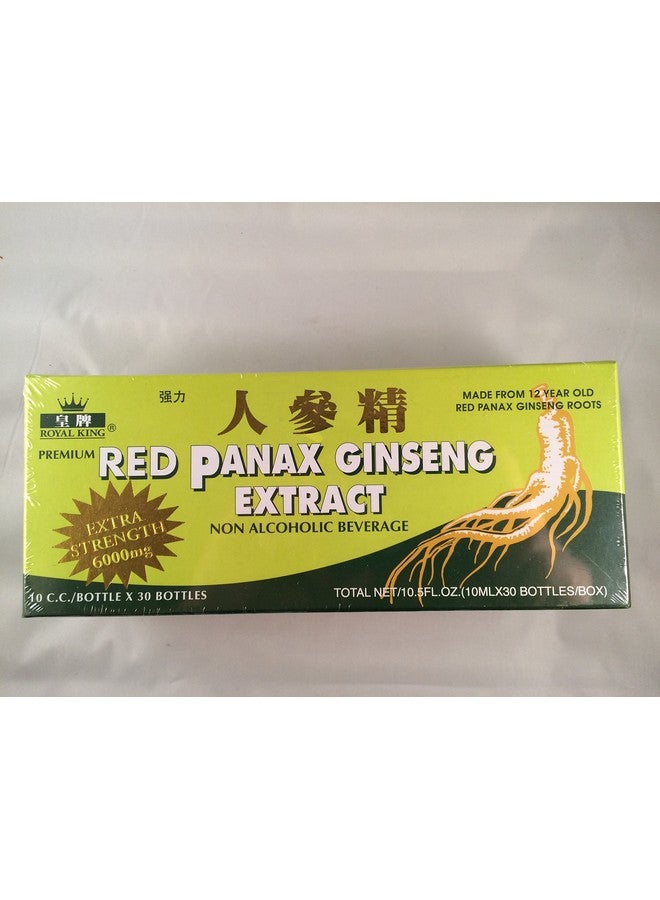 皇牌
ROYAL KING ®
强力
人參精
MADE FROM 12 YEAR OLD
RED PANAX GINSENG ROOTS
PREMIUM
RED PANAX GINSENG
EXTRACT
NON ALCOHOLIC BEVERAGE
EXTRA
STRENGTH
6000mg
10 C.C./BOTTLE X 30 BOTTLES
TOTAL NET/10.5FL.OZ.(10MLX30 BOTTLES/BOX)